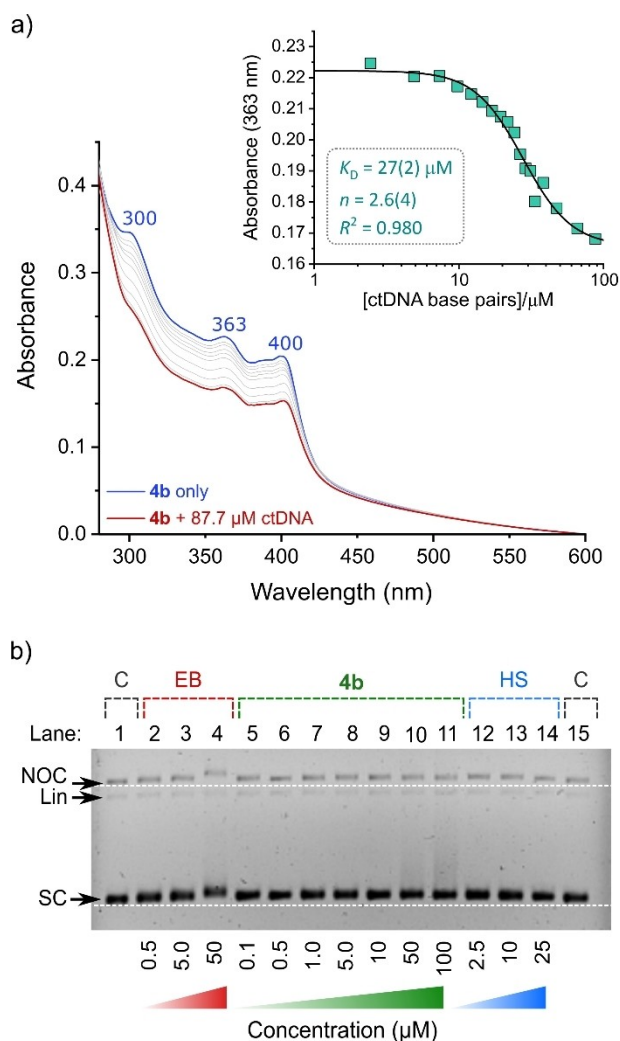 a)
0.23
0.22
0.21
0.20
0.19
0.18
0.17
0.16
Absorbance (363 nm)
K_D = 27(2) μM
n = 2.6(4)
R² = 0.980
1 10 100
[ctDNA base pairs]/μM
0.4
0.3
0.2
0.1
0.0
Absorbance
300
363
400
4b only
4b + 87.7 μM ctDNA
300 350 400 450 500 550 600
Wavelength (nm)
b)
C EB 4b HS C
Lane: 1 2 3 4 5 6 7 8 9 10 11 12 13 14 15
NOC
Lin
SC
0.5 5.0 50 0.1 0.5 1.0 5.0 10 50 100 2.5 10 25
Concentration (μM)